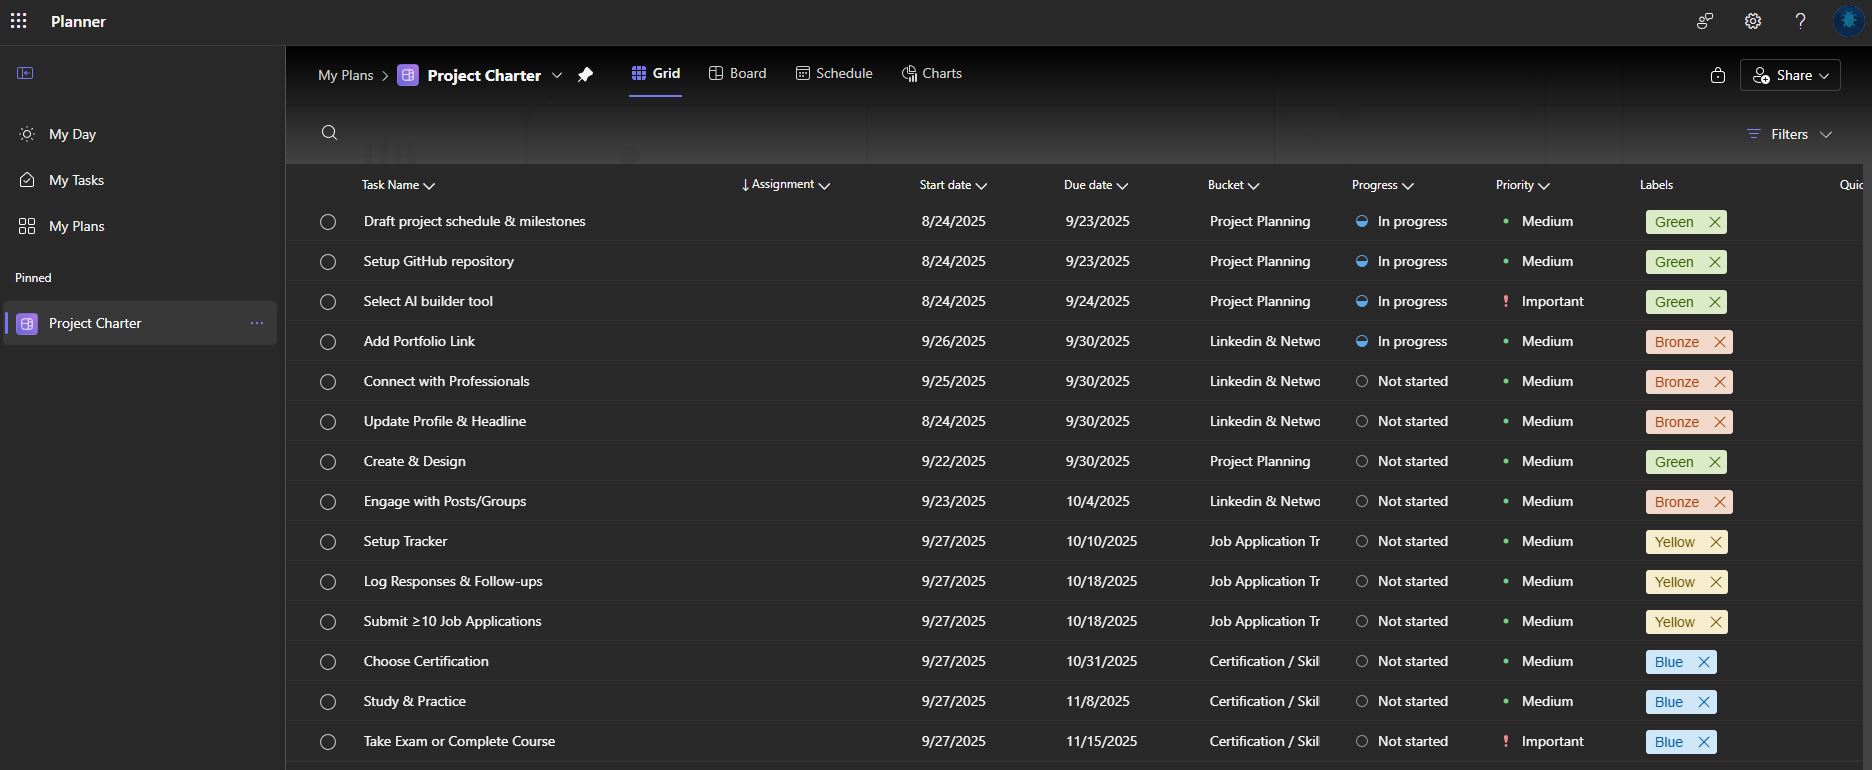 Planner
My Plans > Project Charter Grid Board Schedule Charts Share
My Day
My Tasks
My Plans
Pinned
Project Charter
Filters
Task Name ↓ Assignment Start date Due date Bucket Progress Priority Labels Quic
Draft project schedule & milestones 8/24/2025 9/23/2025 Project Planning In progress Medium Green
Setup GitHub repository 8/24/2025 9/23/2025 Project Planning In progress Medium Green
Select AI builder tool 8/24/2025 9/24/2025 Project Planning In progress Important Green
Add Portfolio Link 9/26/2025 9/30/2025 Linkedin & Netwo In progress Medium Bronze
Connect with Professionals 9/25/2025 9/30/2025 Linkedin & Netwo Not started Medium Bronze
Update Profile & Headline 8/24/2025 9/30/2025 Linkedin & Netwo Not started Medium Bronze
Create & Design 9/22/2025 9/30/2025 Project Planning Not started Medium Green
Engage with Posts/Groups 9/23/2025 10/4/2025 Linkedin & Netwo Not started Medium Bronze
Setup Tracker 9/27/2025 10/10/2025 Job Application Tr Not started Medium Yellow
Log Responses & Follow-ups 9/27/2025 10/18/2025 Job Application Tr Not started Medium Yellow
Submit ≥10 Job Applications 9/27/2025 10/18/2025 Job Application Tr Not started Medium Yellow
Choose Certification 9/27/2025 10/31/2025 Certification / Skil Not started Medium Blue
Study & Practice 9/27/2025 11/8/2025 Certification / Skil Not started Medium Blue
Take Exam or Complete Course 9/27/2025 11/15/2025 Certification / Skil Not started Important Blue